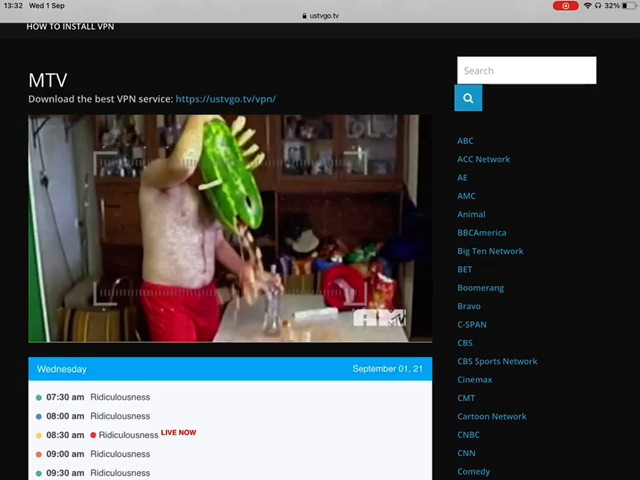 13:32 Wed 1 Sep
32%
ustvgo.tv
HOW TO INSTALL VPN
MTV
Download the best VPN service: https://ustvgo.tv/vpn/
Search
AMTV
Wednesday September 01, 21
07:30 am Ridiculousness
08:00 am Ridiculousness
08:30 am Ridiculousness LIVE NOW
09:00 am Ridiculousness
09:30 am Ridiculousness
ABC
ACC Network
AE
AMC
Animal
BBCAmerica
Big Ten Network
BET
Boomerang
Bravo
C-SPAN
CBS
CBS Sports Network
Cinemax
CMT
Cartoon Network
CNBC
CNN
Comedy